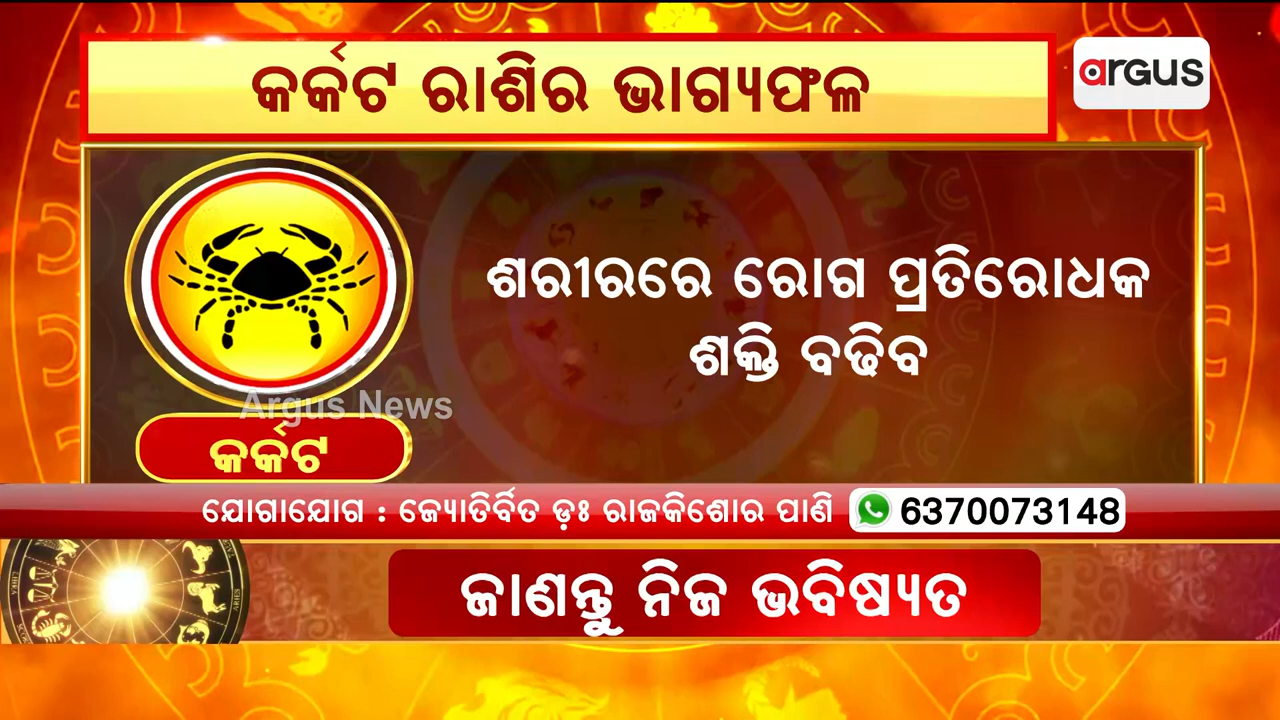 କର୍କଟ ରାଶିର ଭାଗ୍ୟଫଳ
argus
ଶରୀରରେ ରୋଗ ପ୍ରତିରୋଧକ
ଶକ୍ତି ବଢିବ
Argus News
କର୍କଟ
ଯୋଗାଯୋଗ : ଜ୍ୟୋତିର୍ବିତ ଡ଼ଃ ରାଜକିଶୋର ପାଣି 6370073148
ଜାଣନ୍ତୁ ନିଜ ଭବିଷ୍ୟତ
ARIES